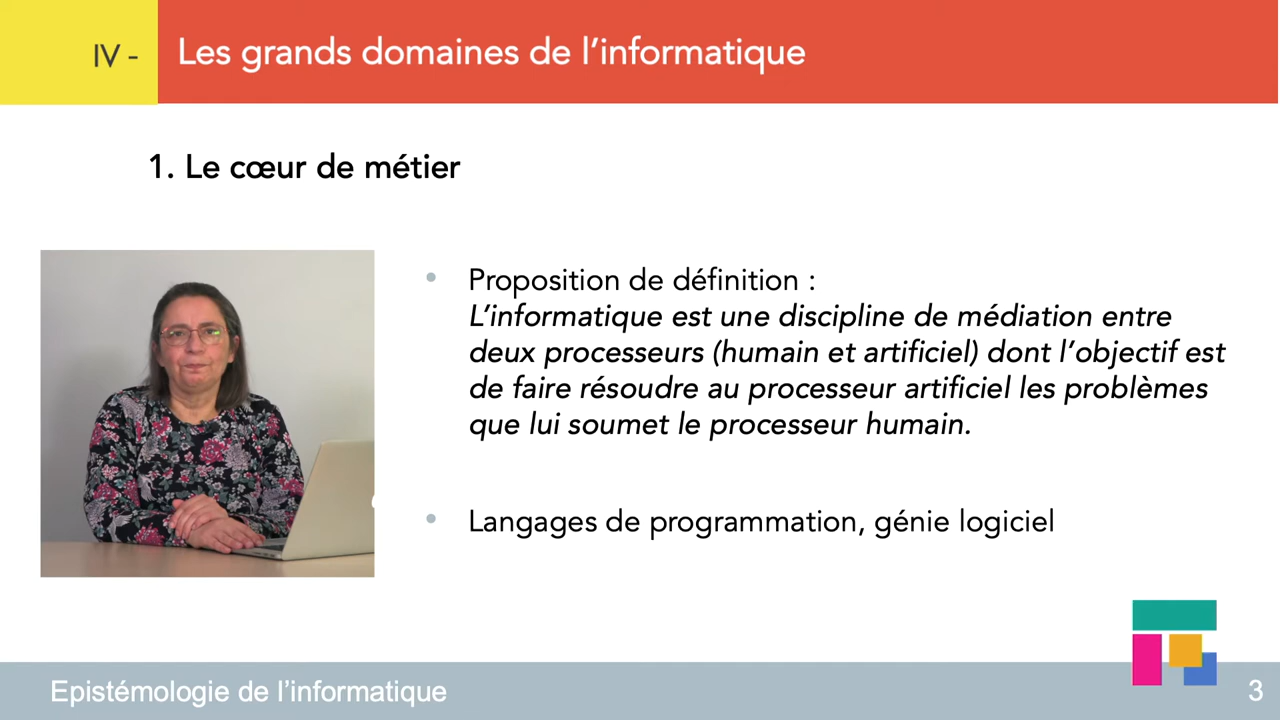 IV -
Les grands domaines de l’informatique
1. Le cœur de métier
• Proposition de définition :
L’informatique est une discipline de médiation entre
deux processeurs (humain et artificiel) dont l’objectif est
de faire résoudre au processeur artificiel les problèmes
que lui soumet le processeur humain.
• Langages de programmation, génie logiciel
Epistémologie de l’informatique
3